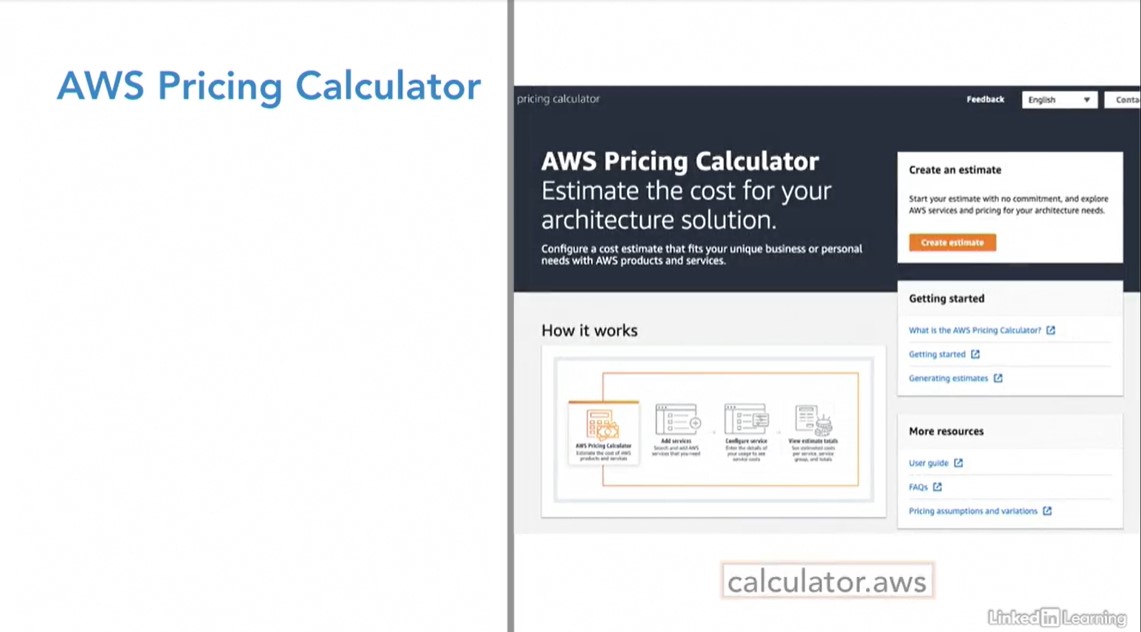 AWS Pricing Calculator
pricing calculator
Feedback
English
Conta
AWS Pricing Calculator
Estimate the cost for your
architecture solution.
Configure a cost estimate that fits your unique business or personal
needs with AWS products and services.
Create an estimate
Start your estimate with no commitment, and explore
AWS services and pricing for your architecture needs.
Create estimate
Getting started
What is the AWS Pricing Calculator?
Getting started
Generating estimates
How it works
AWS Pricing Calculator
Estimate the cost of AWS
products and services
Add services
Search and add AWS
services that you need
Configure service
Enter the details of
your usage to see
service costs
View estimate totals
See estimated costs
per service, service
group, and totals
More resources
User guide
FAQs
Pricing assumptions and variations
calculator.aws
Linked in Learning